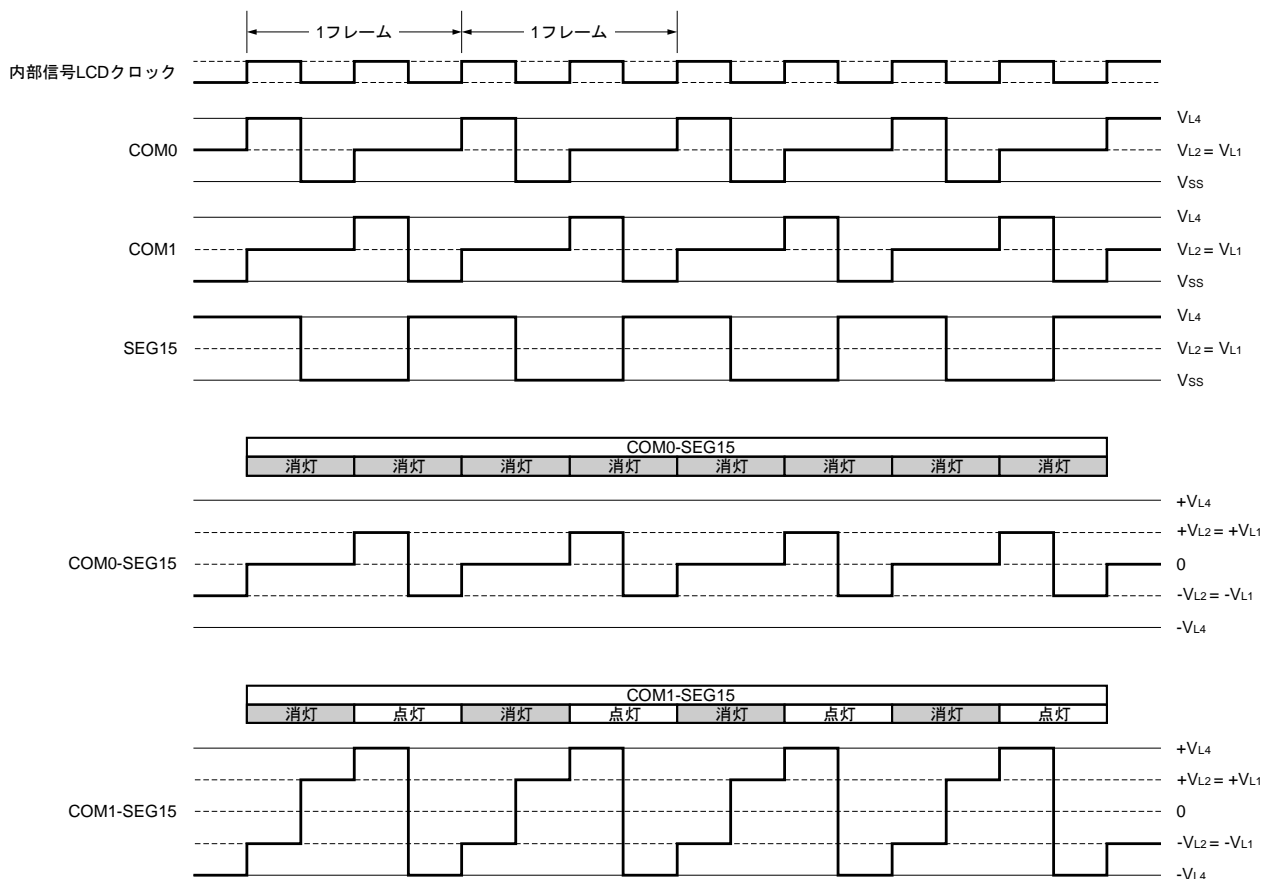 1フレーム 1フレーム
内部信号LCDクロック
VL4
COM0 VL2 = VL1
VSS
VL4
COM1 VL2 = VL1
VSS
VL4
SEG15 VL2 = VL1
VSS
COM0-SEG15
消灯 消灯 消灯 消灯 消灯 消灯 消灯 消灯
+VL4
+VL2 = +VL1
COM0-SEG15 0
-VL2 = -VL1
-VL4
COM1-SEG15
消灯 点灯 消灯 点灯 消灯 点灯 消灯 点灯
+VL4
+VL2 = +VL1
COM1-SEG15 0
-VL2 = -VL1
-VL4